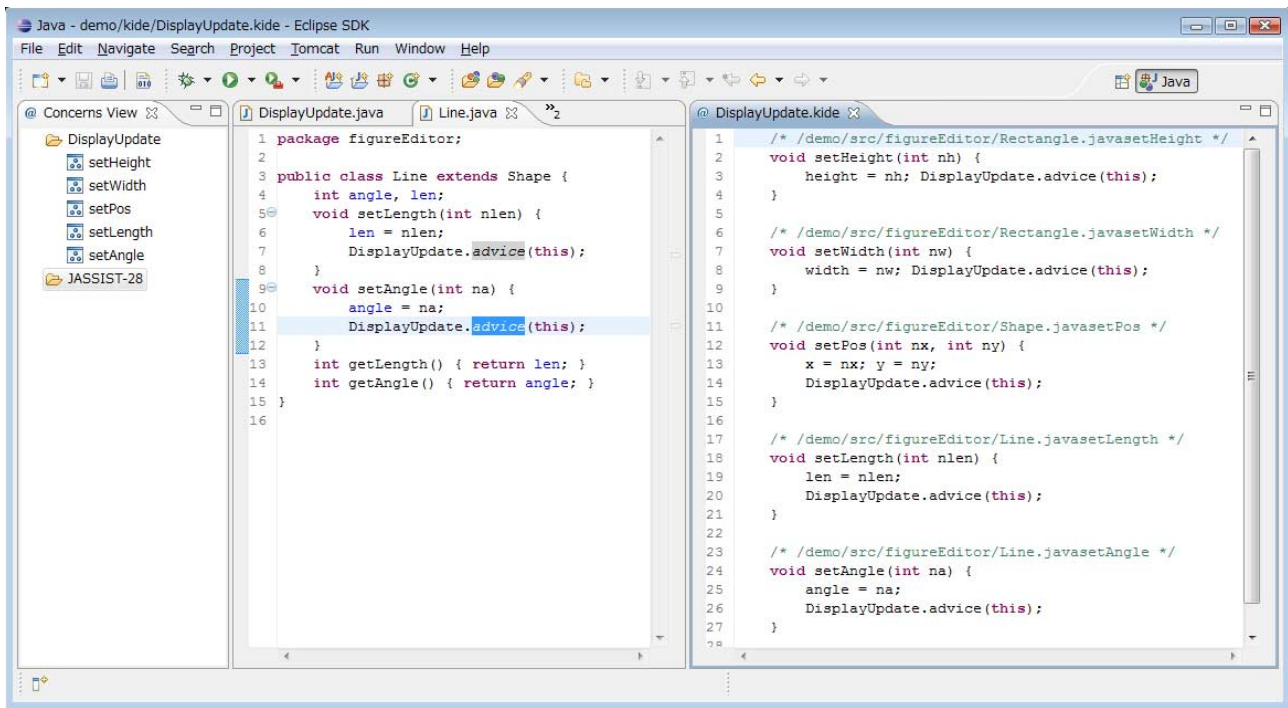 Java - demo/kide/DisplayUpdate.kide - Eclipse SDK
File Edit Navigate Search Project Tomcat Run Window Help
Java
Concerns View
DisplayUpdate
setHeight
setWidth
setPos
setLength
setAngle
JASSIST-28
DisplayUpdate.java
Line.java
»2
1 package figureEditor;
2
3 public class Line extends Shape {
4 int angle, len;
5 void setLength(int nlen) {
6 len = nlen;
7 DisplayUpdate.advice(this);
8 }
9 void setAngle(int na) {
10 angle = na;
11 DisplayUpdate.advice(this);
12 }
13 int getLength() { return len; }
14 int getAngle() { return angle; }
15 }
16
DisplayUpdate.kide
1 /* /demo/src/figureEditor/Rectangle.javasetHeight */
2 void setHeight(int nh) {
3 height = nh; DisplayUpdate.advice(this);
4 }
5
6 /* /demo/src/figureEditor/Rectangle.javasetWidth */
7 void setWidth(int nw) {
8 width = nw; DisplayUpdate.advice(this);
9 }
10
11 /* /demo/src/figureEditor/Shape.javasetPos */
12 void setPos(int nx, int ny) {
13 x = nx; y = ny;
14 DisplayUpdate.advice(this);
15 }
16
17 /* /demo/src/figureEditor/Line.javasetLength */
18 void setLength(int nlen) {
19 len = nlen;
20 DisplayUpdate.advice(this);
21 }
22
23 /* /demo/src/figureEditor/Line.javasetAngle */
24 void setAngle(int na) {
25 angle = na;
26 DisplayUpdate.advice(this);
27 }
28